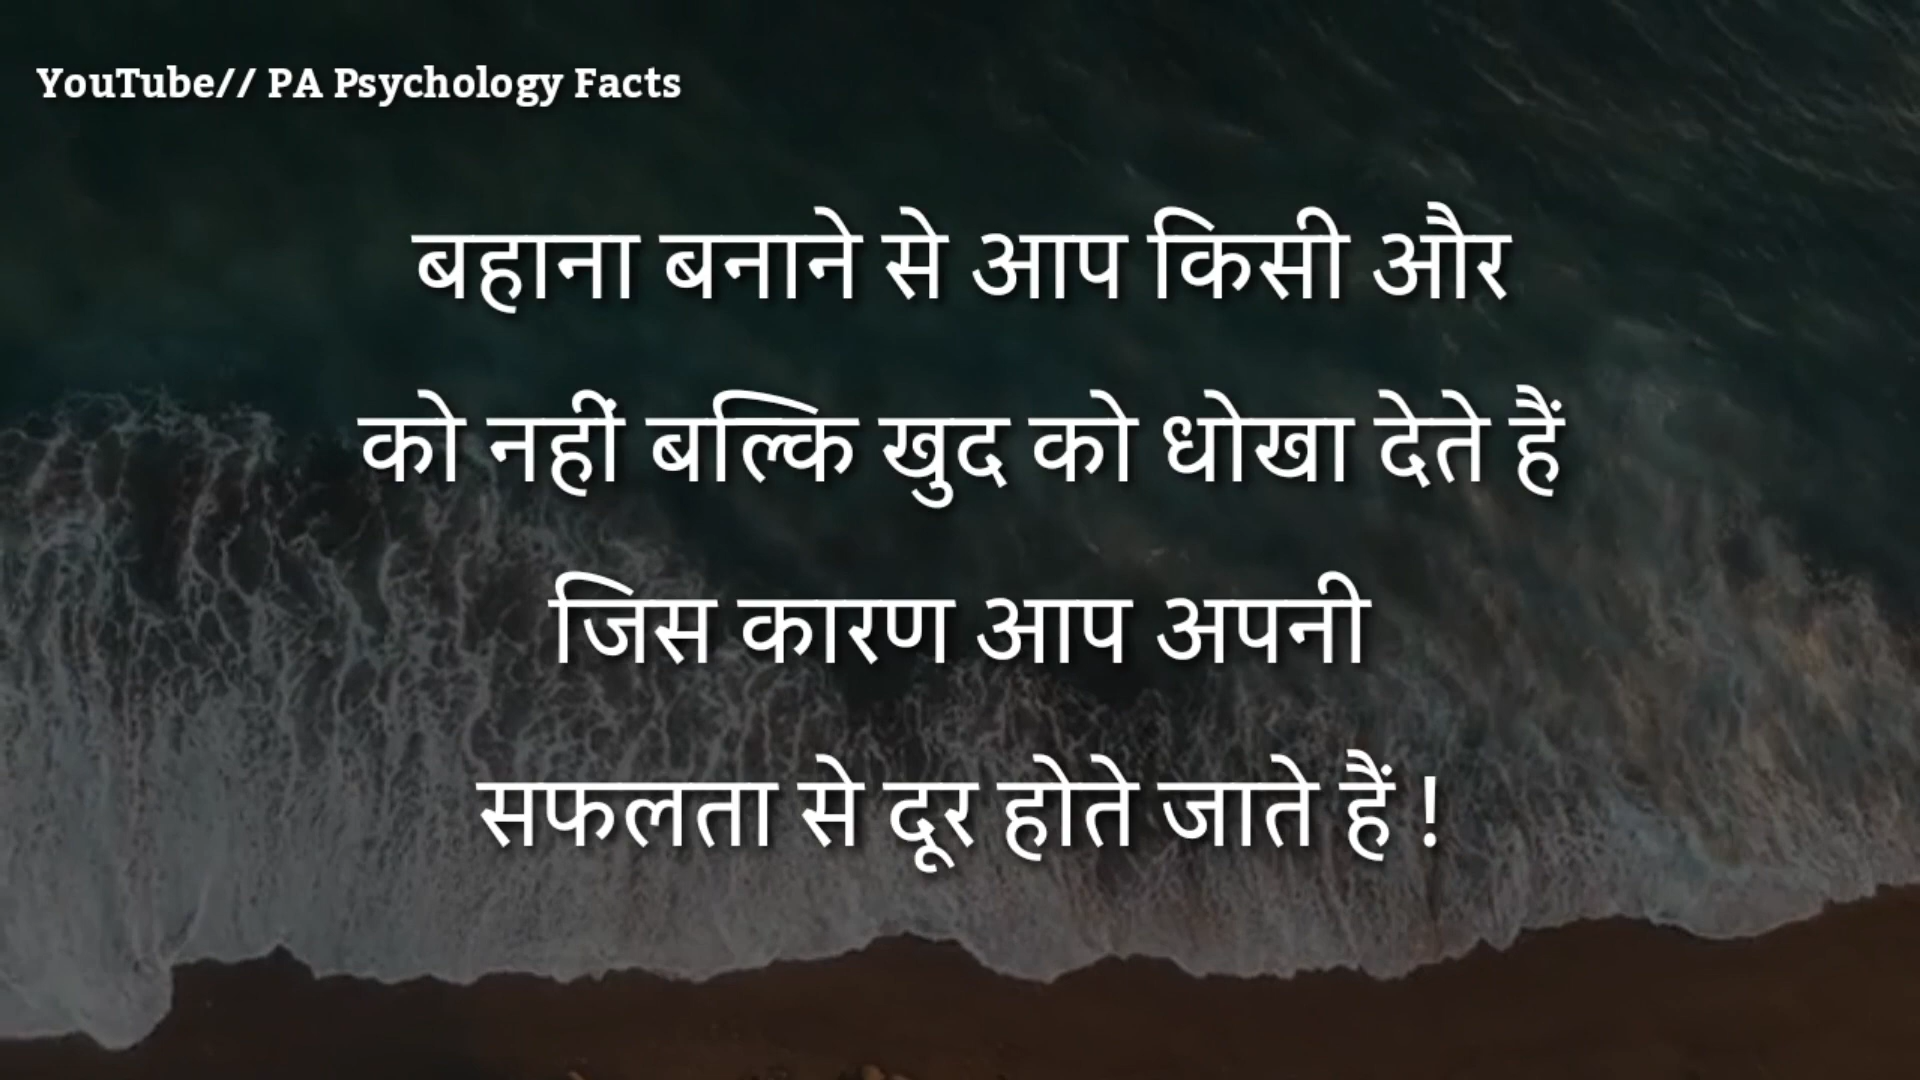 YouTube// PA Psychology Facts
बहाना बनाने से आप किसी और
को नहीं बल्कि खुद को धोखा देते हैं
जिस कारण आप अपनी
सफलता से दूर होते जाते हैं !